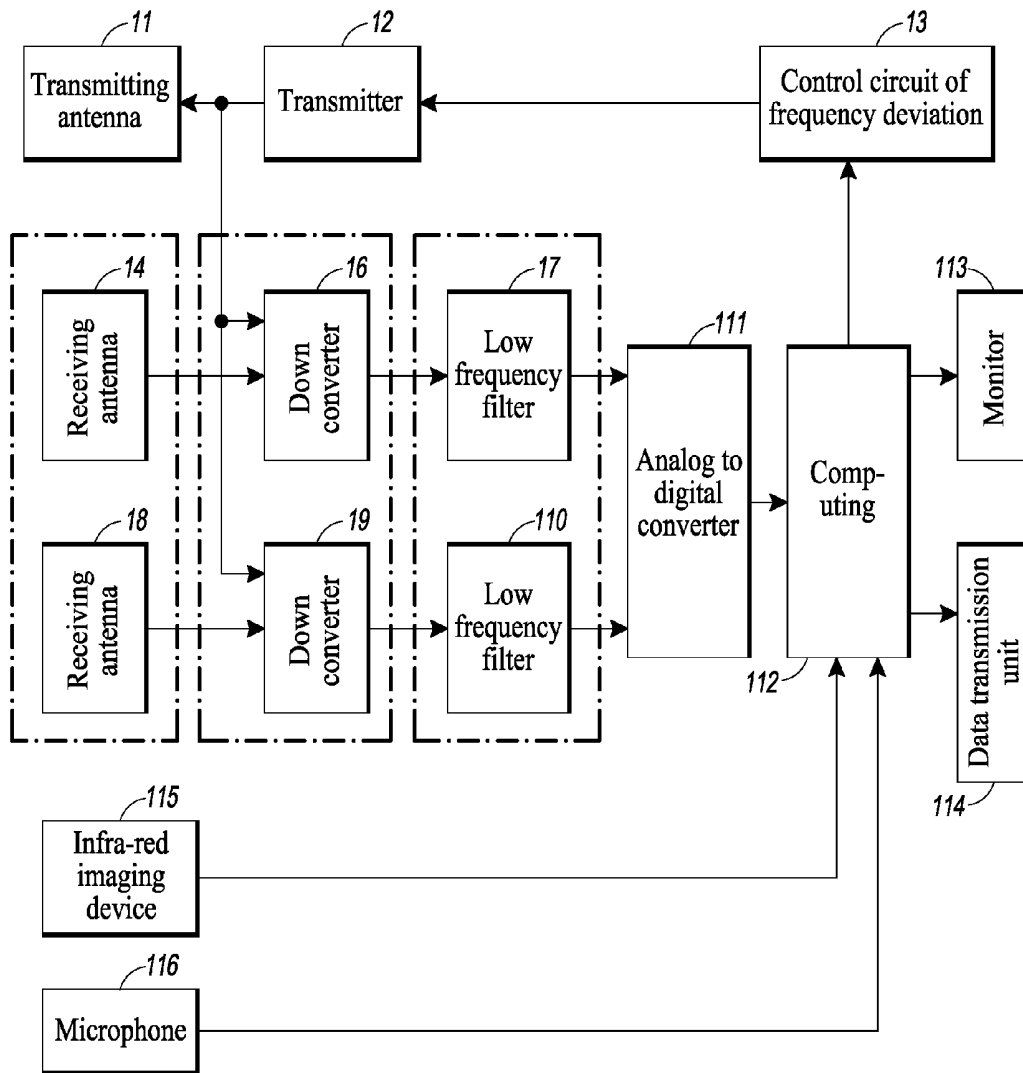 11
12
13
Transmitting
antenna
Transmitter
Control circuit of
frequency deviation
14
16
17
111
113
Receiving
antenna
Down
converter
Low
frequency
filter
Monitor
18
19
110
Receiving
antenna
Down
converter
Low
frequency
filter
Analog to
digital
converter
Comp-
uting
112
Data transmission
unit
114
115
Infra-red
imaging
device
116
Microphone